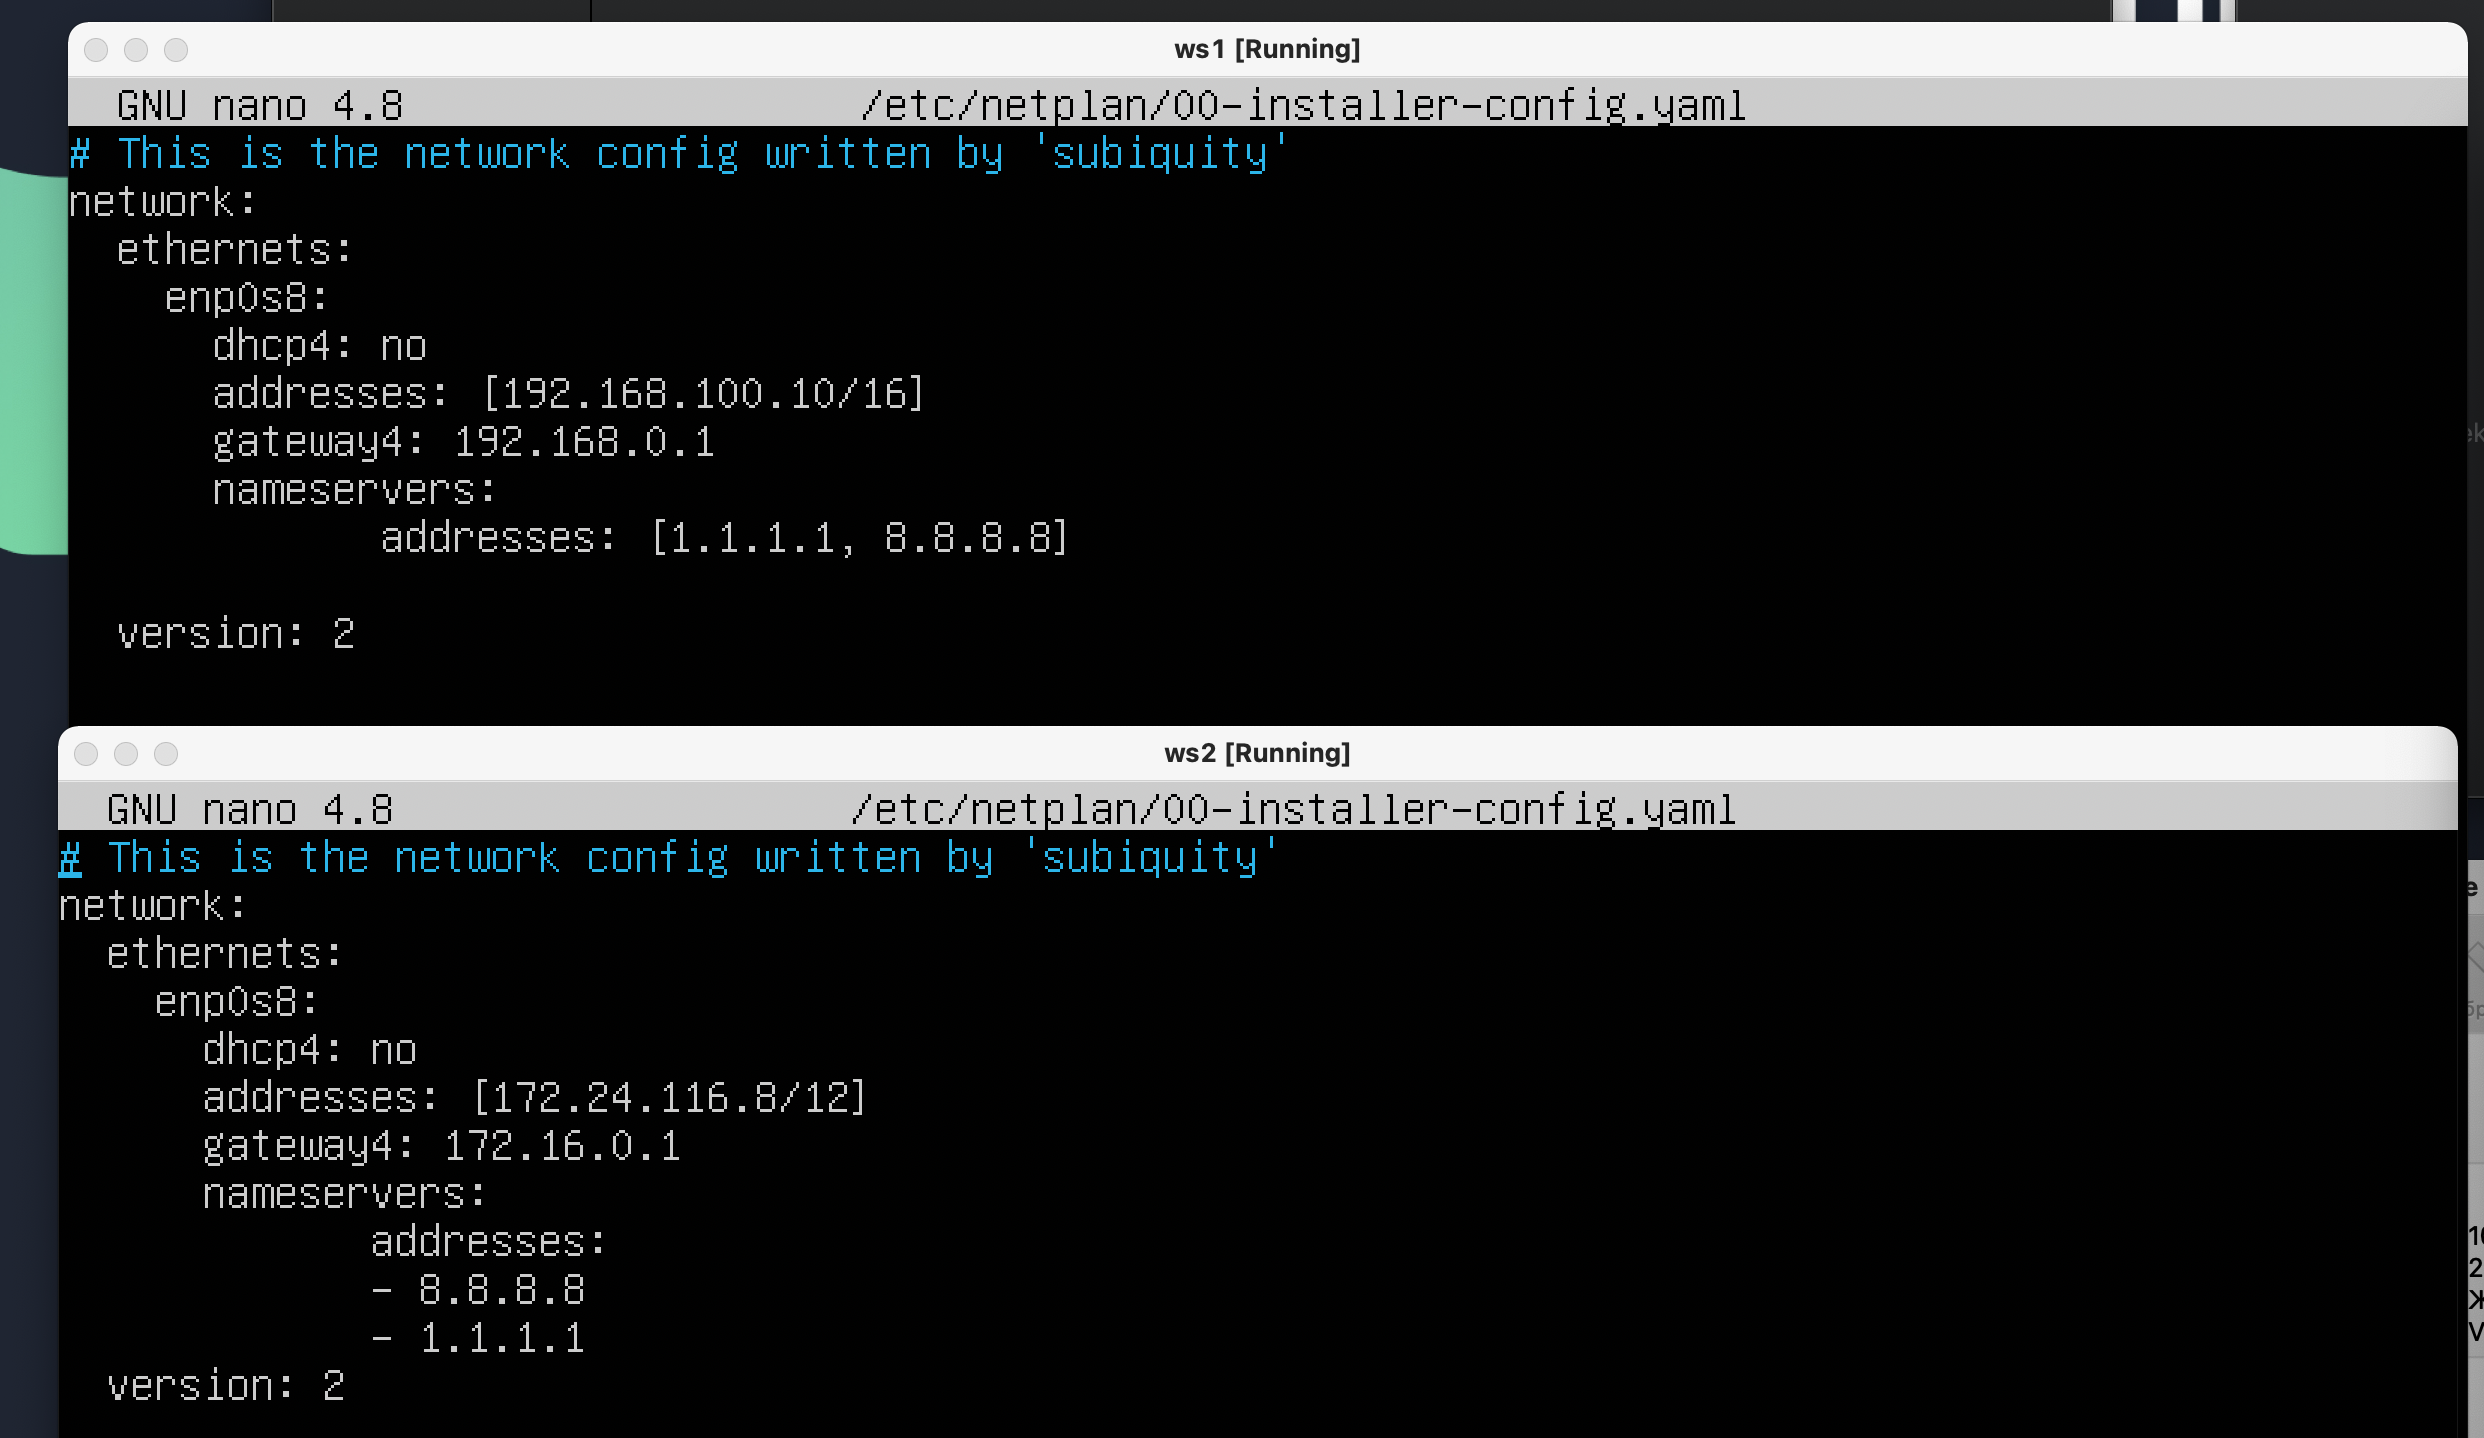 ws1 [Running]
GNU nano 4.8 /etc/netplan/00-installer-config.yaml
# This is the network config written by 'subiquity'
network:
ethernets:
enp0s8:
dhcp4: no
addresses: [192.168.100.10/16]
gateway4: 192.168.0.1
nameservers:
addresses: [1.1.1.1, 8.8.8.8]
version: 2
ws2 [Running]
GNU nano 4.8 /etc/netplan/00-installer-config.yaml
# This is the network config written by 'subiquity'
network:
ethernets:
enp0s8:
dhcp4: no
addresses: [172.24.116.8/12]
gateway4: 172.16.0.1
nameservers:
addresses:
- 8.8.8.8
- 1.1.1.1
version: 2